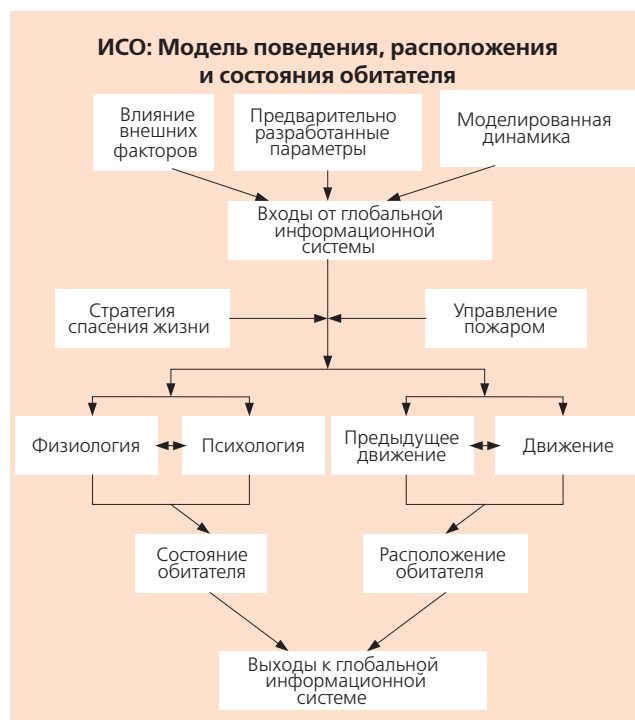 ИСО: Модель поведения, расположения
и состояния обитателя
Влияние
внешних
факторов
Предварительно
разработанные
параметры
Моделированная
динамика
Входы от глобальной
информационной
системы
Стратегия
спасения жизни
Управление
пожаром
Физиология
Психология
Предыдущее
движение
Движение
Состояние
обитателя
Расположение
обитателя
Выходы к глобальной
информационной
системе